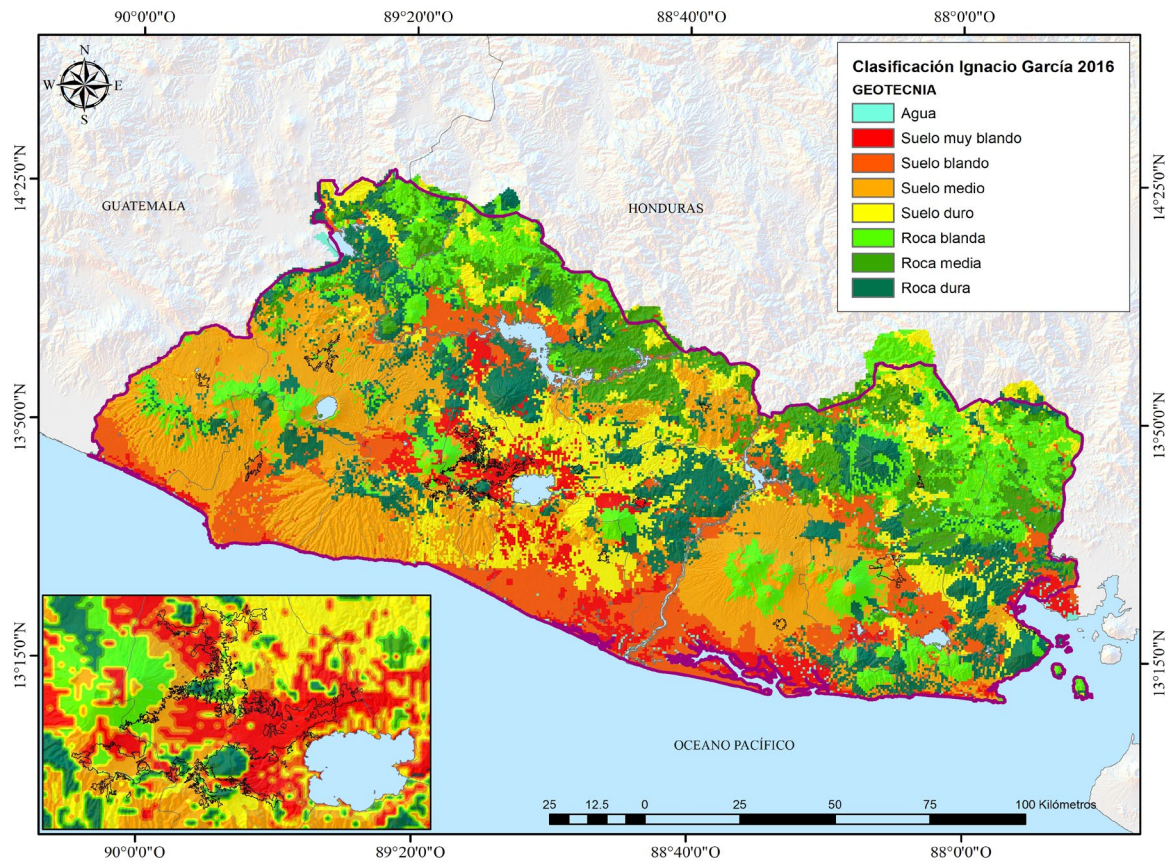 90°0'0"O 89°20'0"O 88°40'0"O 88°0'0"O
N
W E
S
Clasificación Ignacio García 2016
GEOTECNIA
Agua
Suelo muy blando
Suelo blando
Suelo medio
Suelo duro
Roca blanda
Roca media
Roca dura
14°25'0"N
14°25'0"N
GUATEMALA
HONDURAS
13°50'0"N
13°50'0"N
13°15'0"N
13°15'0"N
OCEANO PACÍFICO
25 12.5 0 25 50 75 100 Kilómetros
90°0'0"O 89°20'0"O 88°40'0"O 88°0'0"O